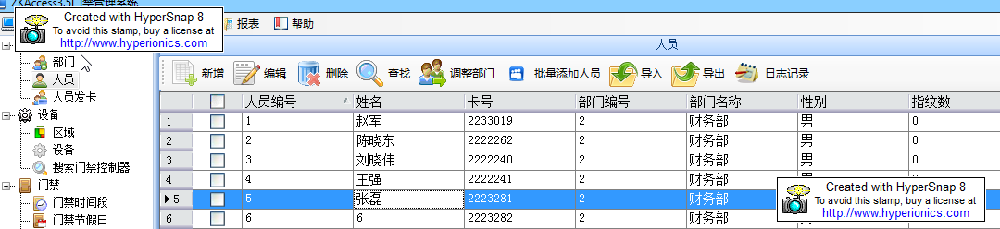 ZKAccess3.5门禁管理系统
Created with HyperSnap 8
To avoid this stamp, buy a license at
http://www.hyperionics.com
报表 帮助
人员
部门
人员
人员发卡
设备
区域
设备
搜索门禁控制器
门禁
门禁时间段
门禁节假日
新增 编辑 删除 查找 调整部门 批量添加人员 导入 导出 日志记录
人员编号 姓名 卡号 部门编号 部门名称 性别 指纹数
1 1 赵军 2233019 2 财务部 男 0
2 2 陈晓东 2222262 2 财务部 男 0
3 3 刘晓伟 2222240 2 财务部 男 0
4 4 王强 2222241 2 财务部 男
5 5 张磊 2223281 2 财务部
6 6 6 2223282 2 财务部
Created with HyperSnap 8
To avoid this stamp, buy a license at
http://www.hyperionics.com